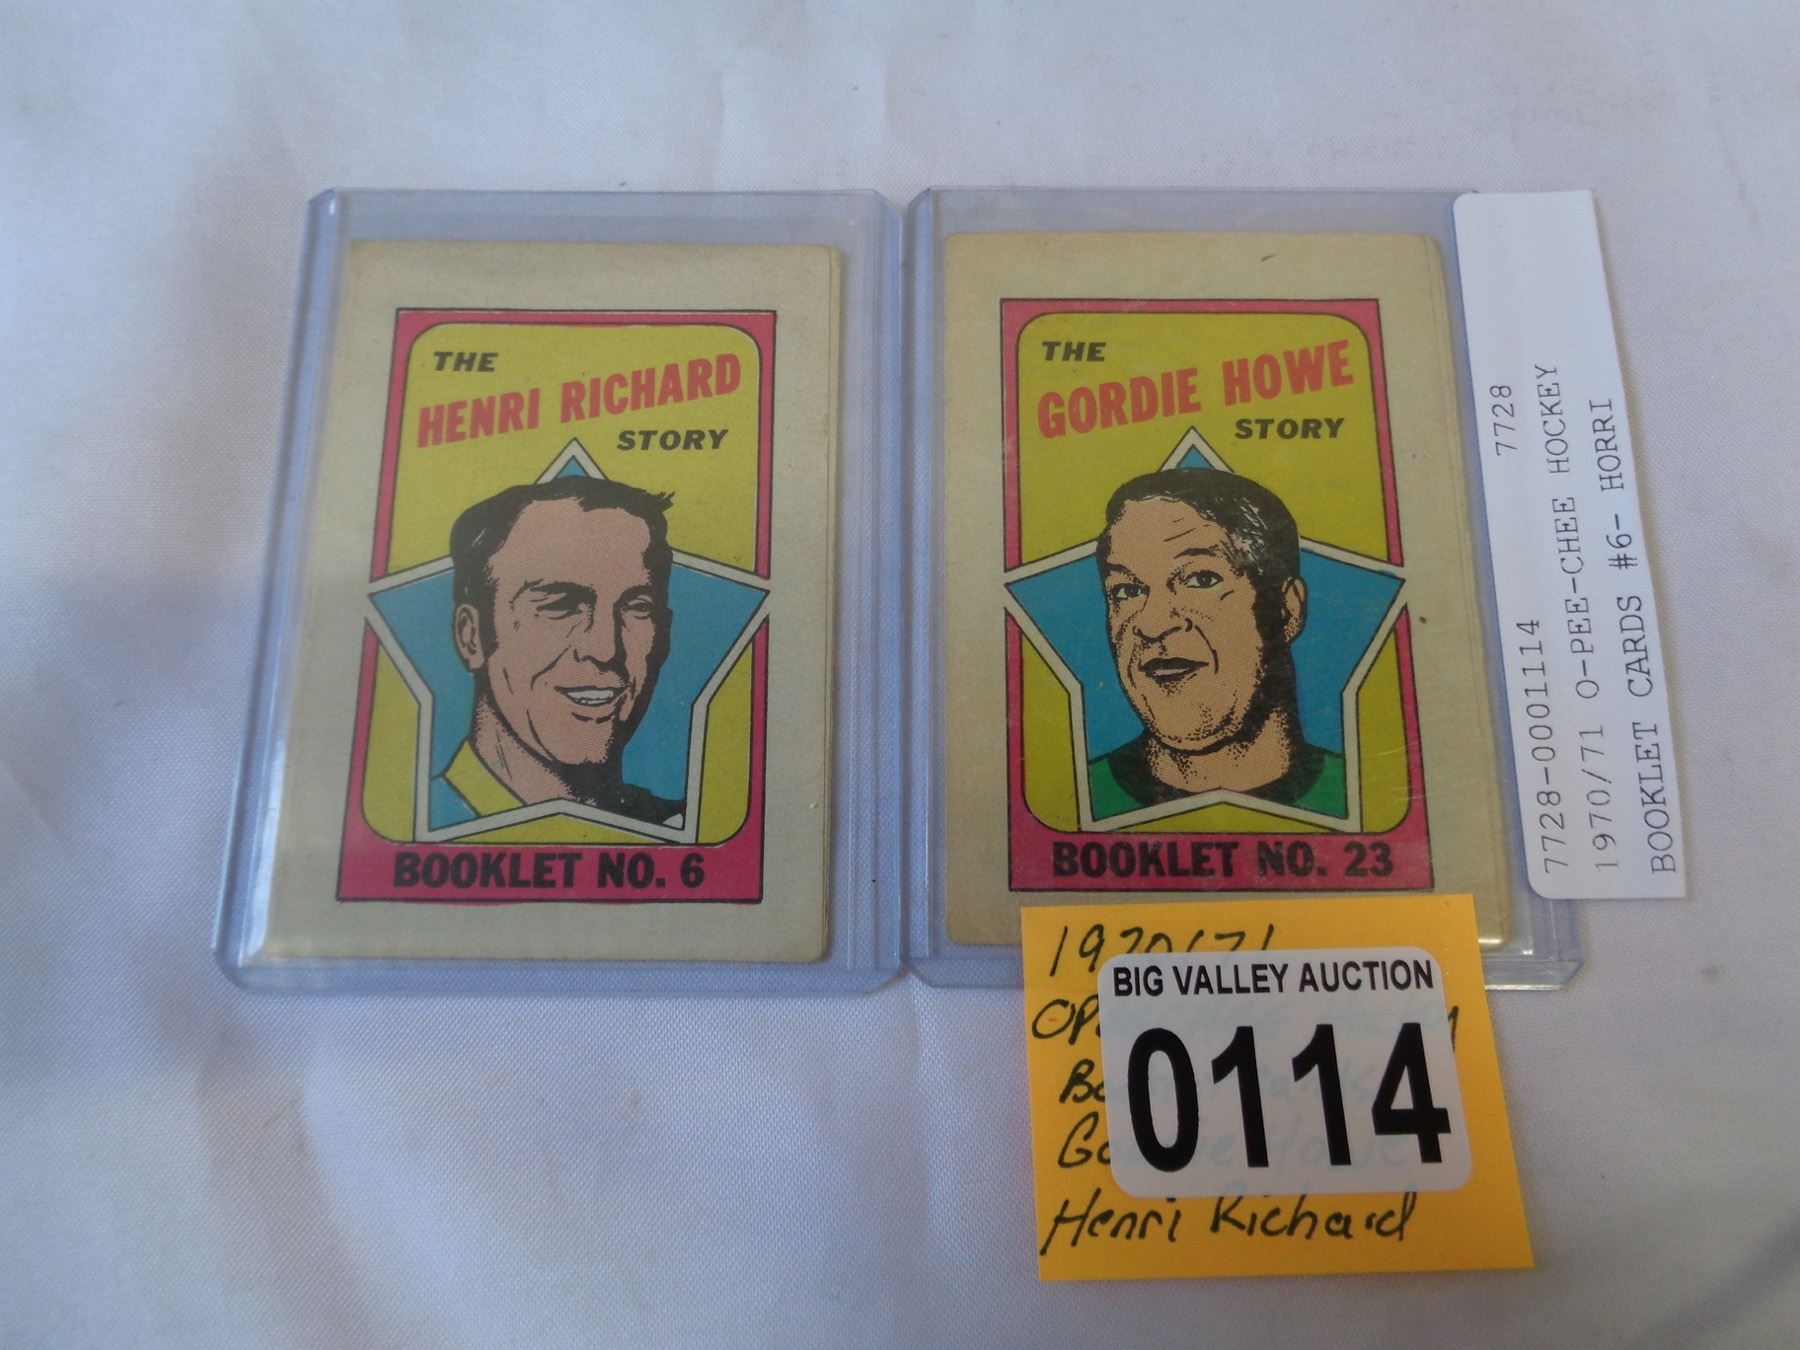 THE
HENRI RICHARD
STORY
BOOKLET NO. 6
THE
GORDIE HOWE
STORY
BOOKLET NO. 23
7728-0001114 7728
1970/71 O-PEE-CHEE HOCKEY
BOOKLET CARDS #6- HORRI
BIG VALLEY AUCTION
0114
Henri Richard